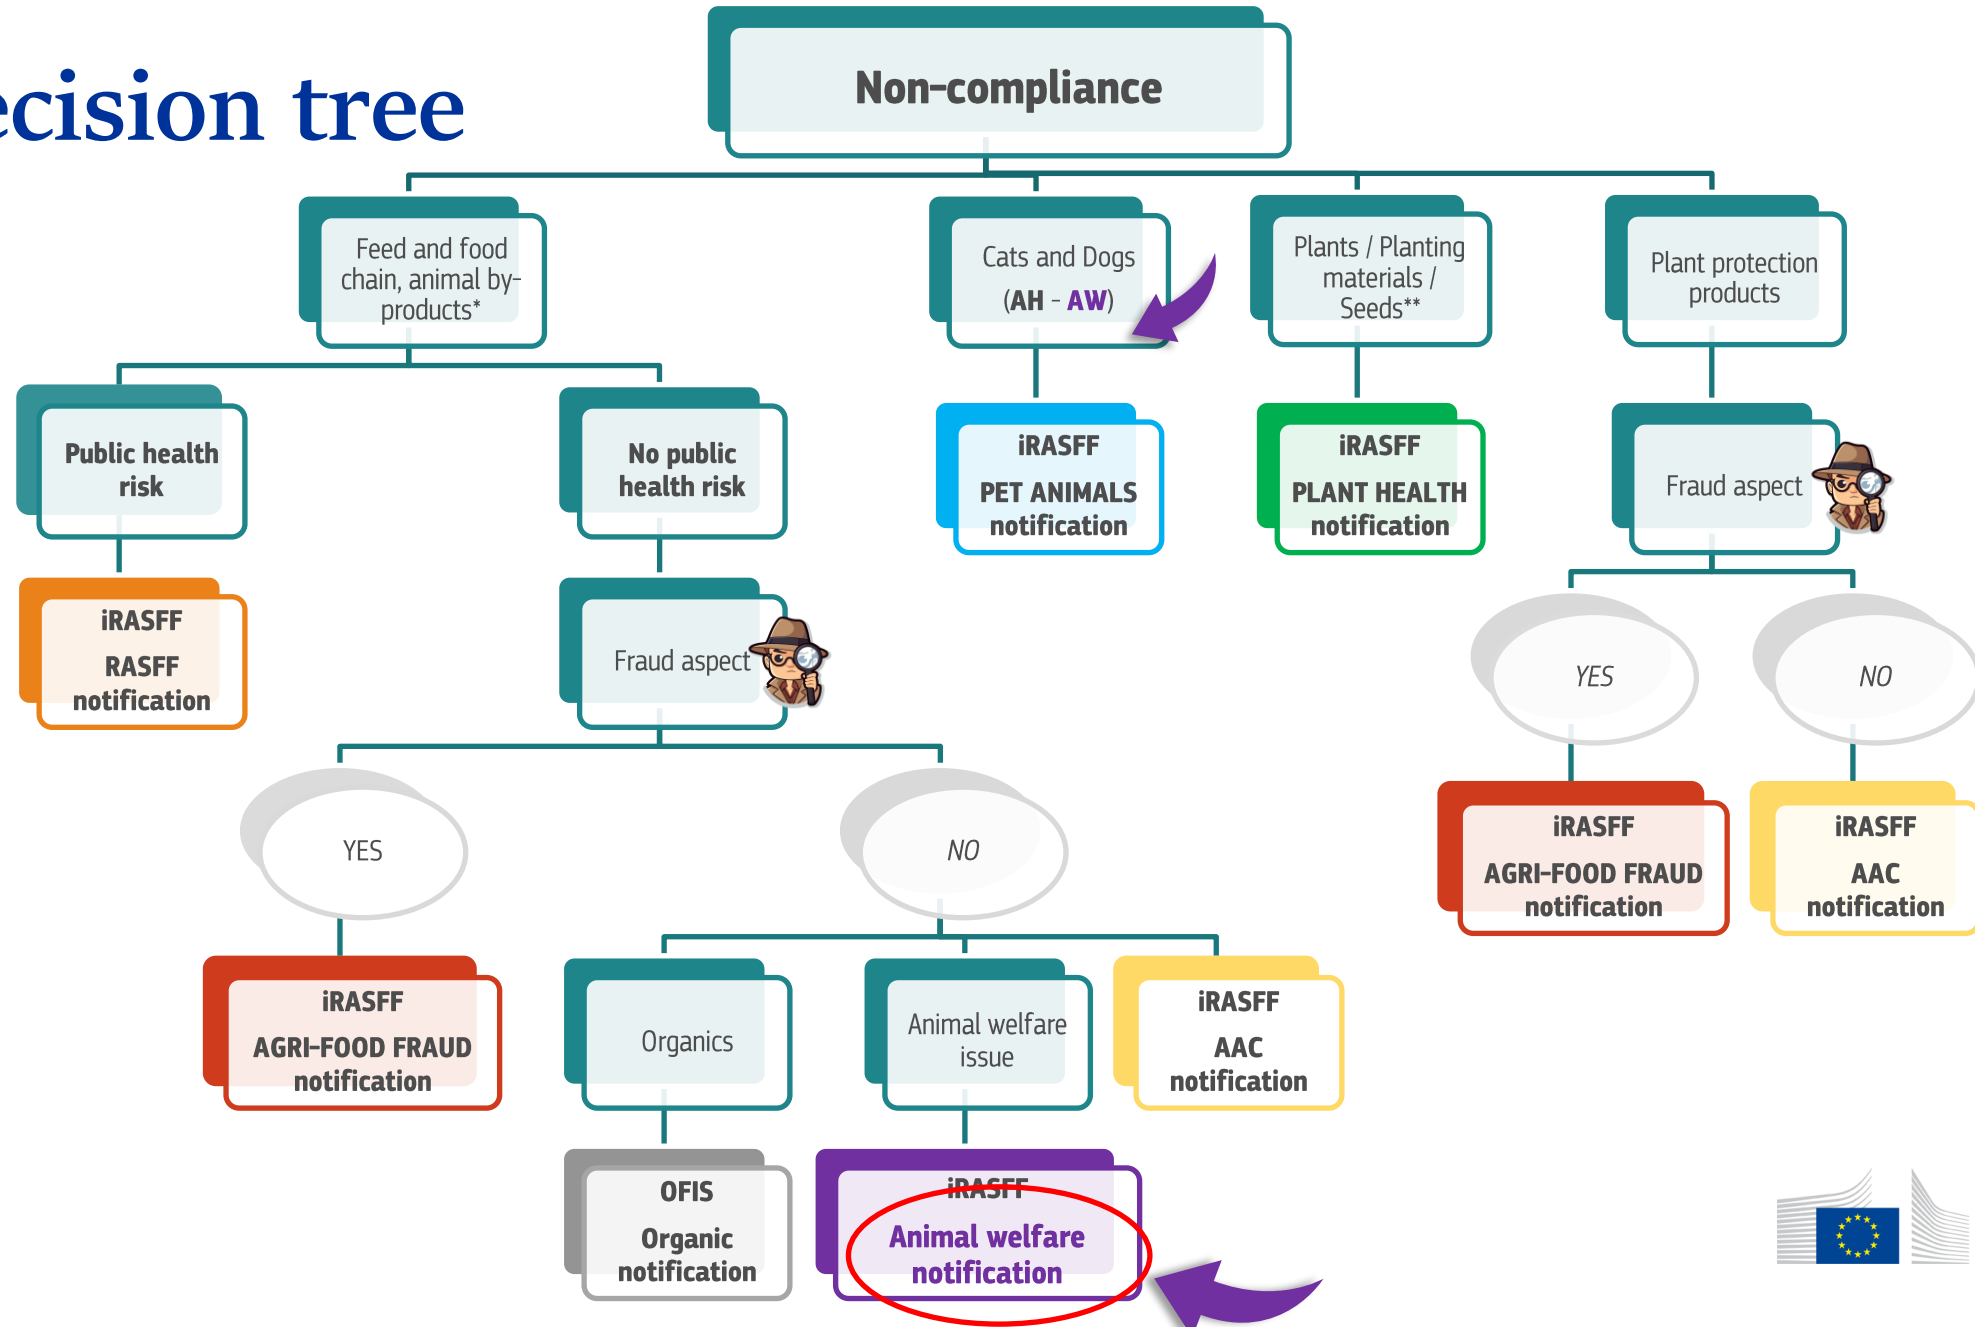 ecision tree
Non-compliance
Feed and food
chain, animal by-
products*
Cats and Dogs
(AH - AW)
Plants / Planting
materials /
Seeds**
Plant protection
products
Public health
risk
No public
health risk
iRASFF
PET ANIMALS
notification
iRASFF
PLANT HEALTH
notification
Fraud aspect
iRASFF
RASFF
notification
Fraud aspect
YES
NO
YES
NO
iRASFF
AGRI-FOOD FRAUD
notification
iRASFF
AAC
notification
iRASFF
AGRI-FOOD FRAUD
notification
Organics
Animal welfare
issue
iRASFF
AAC
notification
OFIS
Organic
notification
iRASFF
Animal welfare
notification